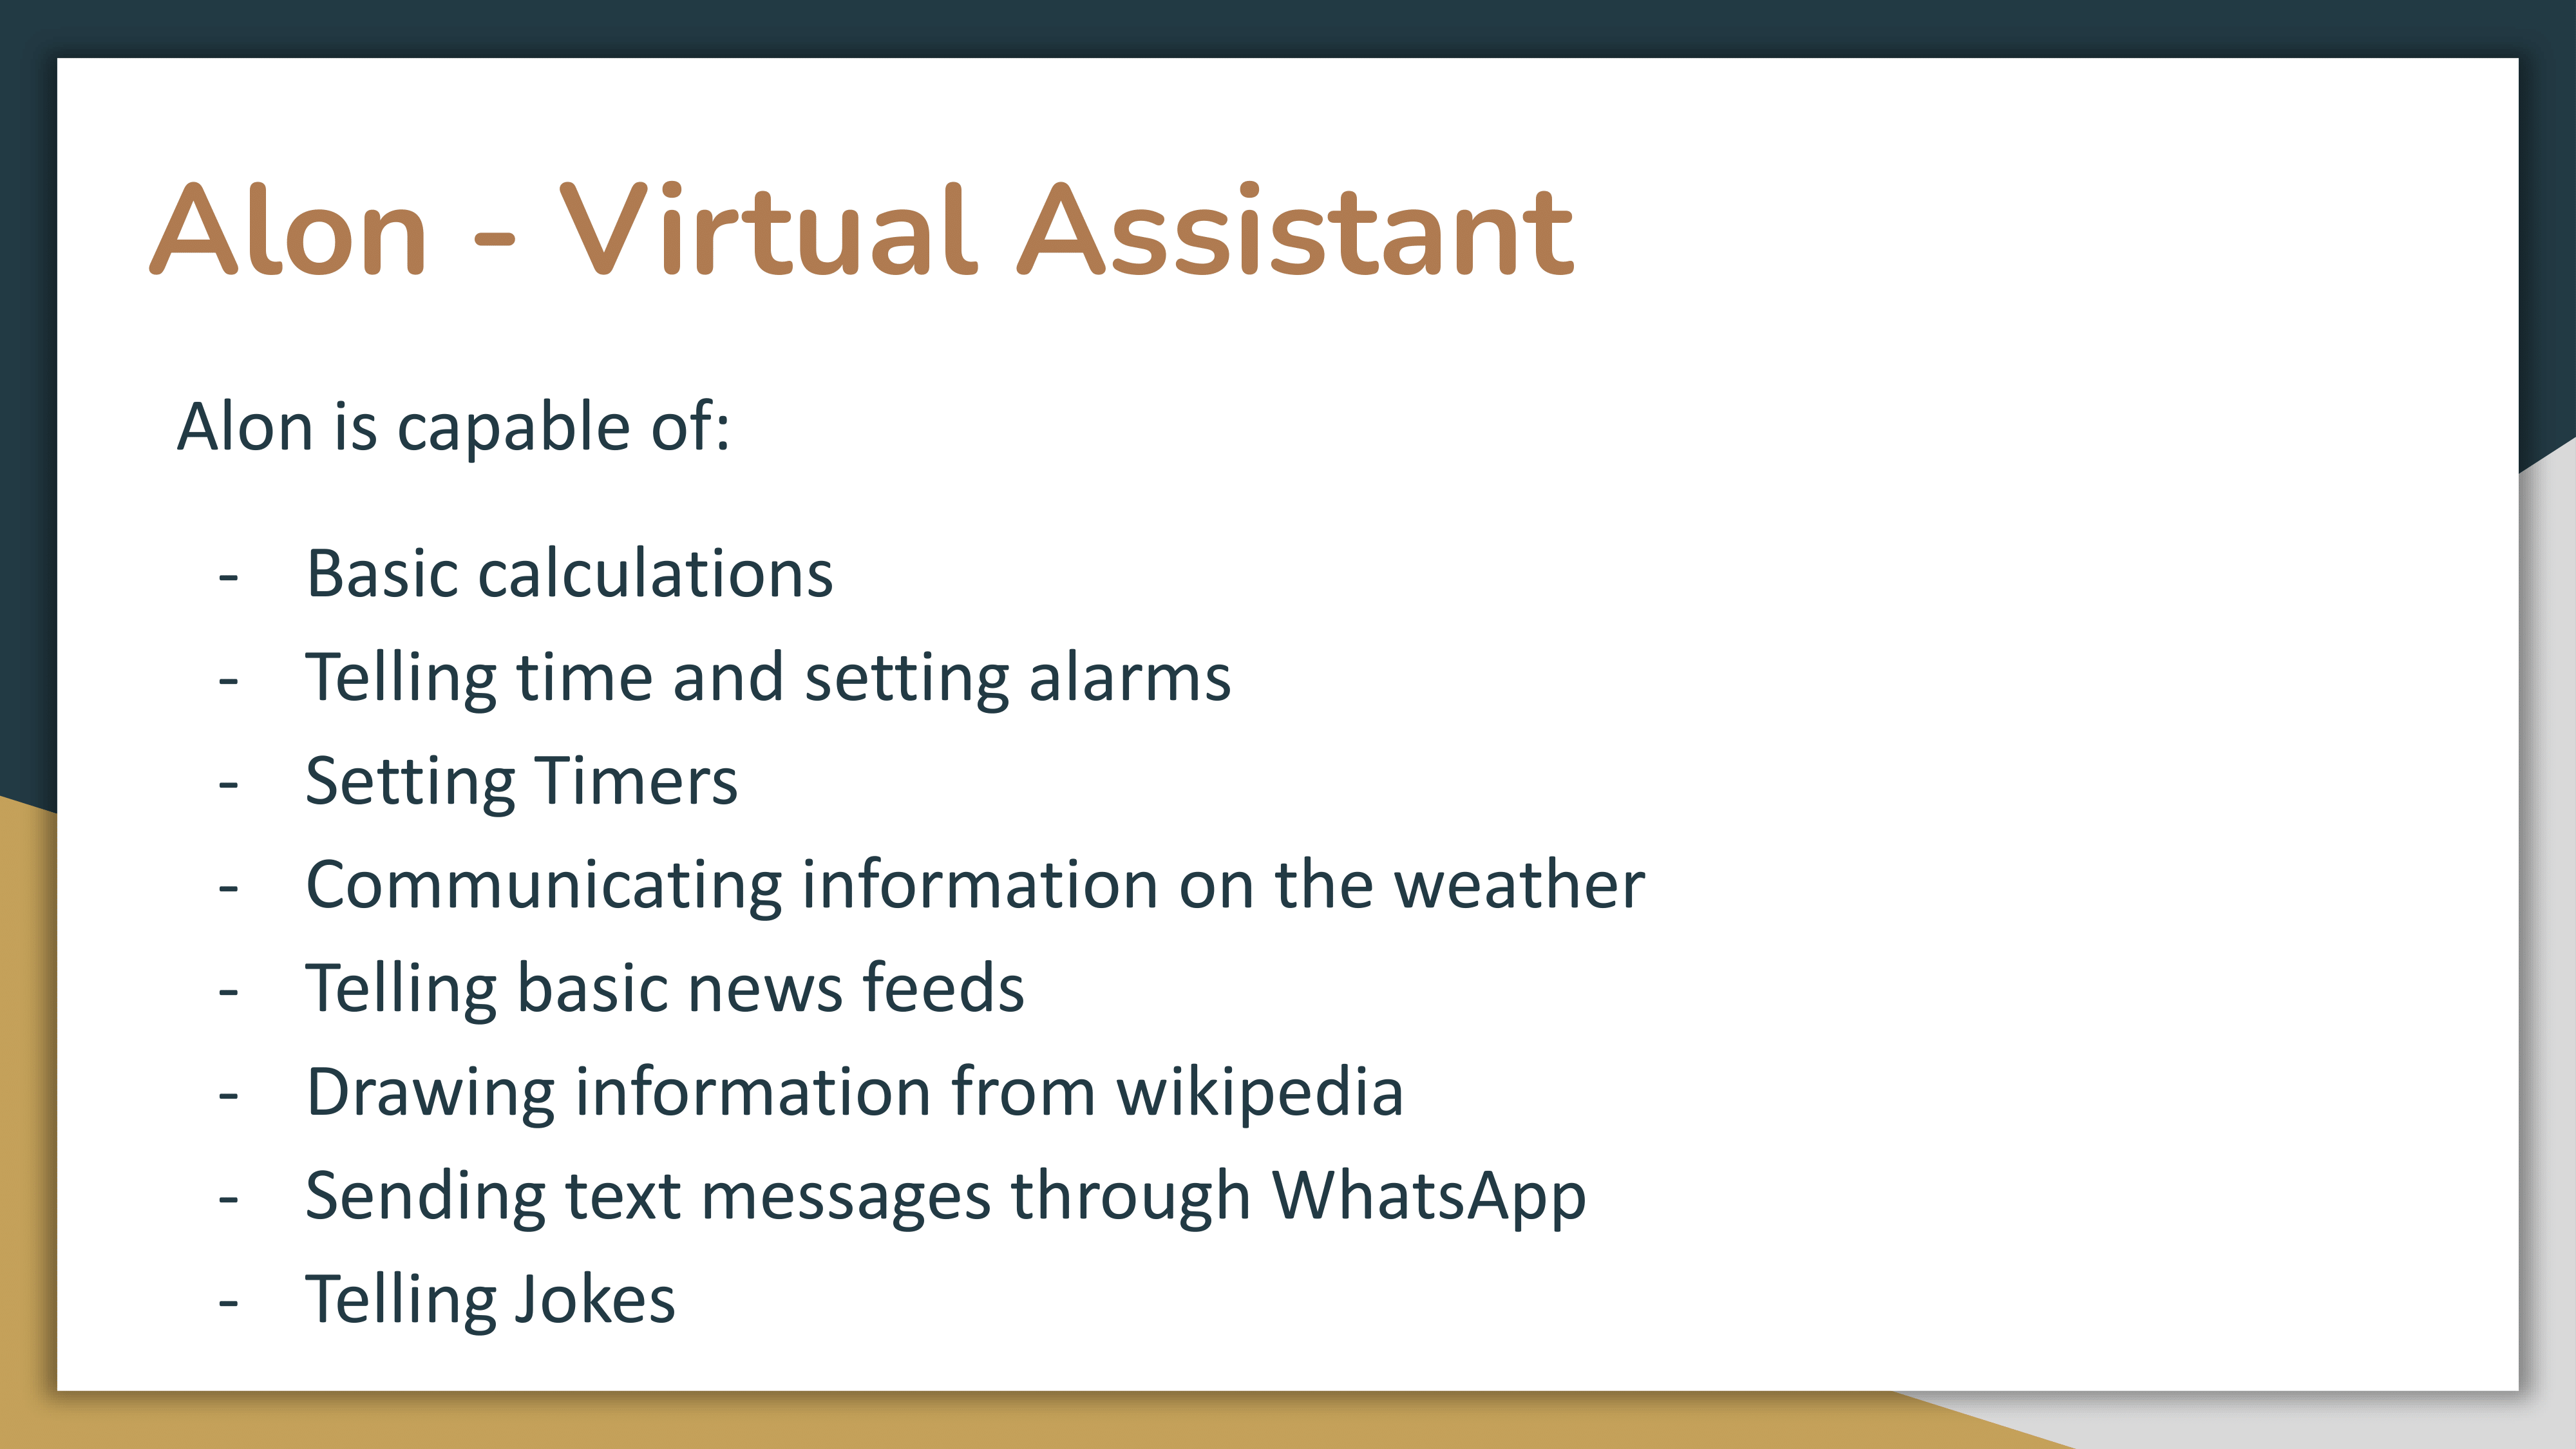 Alon - Virtual Assistant
Alon is capable of:
- Basic calculations
- Telling time and setting alarms
- Setting Timers
- Communicating information on the weather
- Telling basic news feeds
- Drawing information from wikipedia
- Sending text messages through WhatsApp
- Telling Jokes